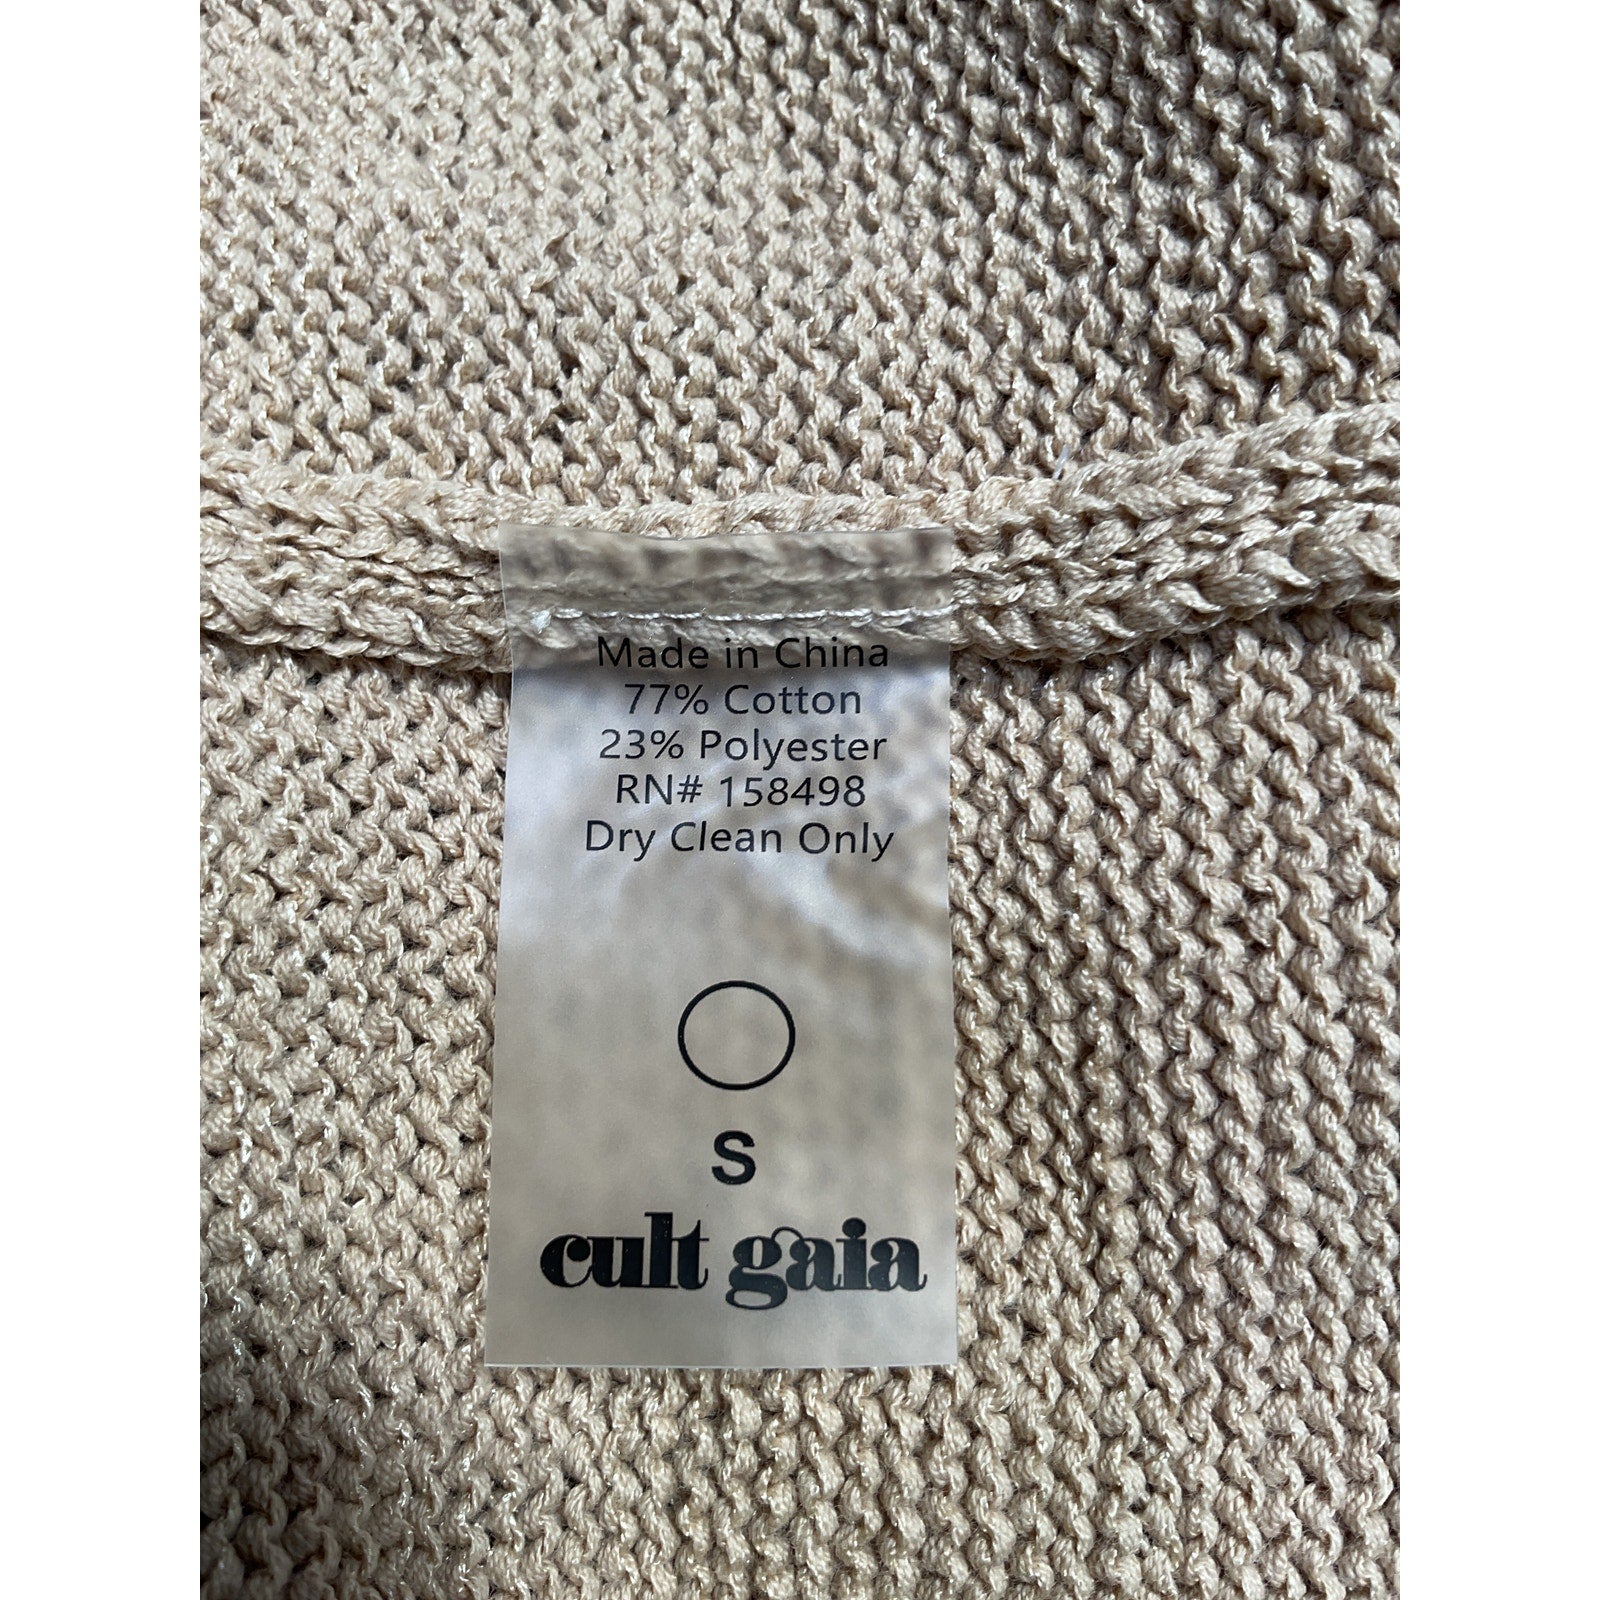 Made in China
77% Cotton
23% Polyester
RN# 158498
Dry Clean Only
S
cult gaia